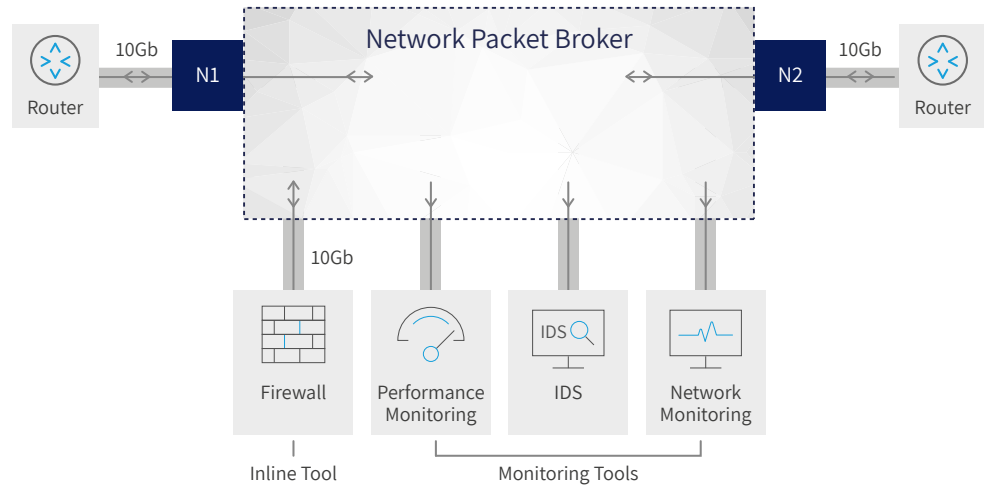 Network Packet Broker
10Gb
N1
N2
10Gb
Router
Router
10Gb
IDS
Firewall
Performance
Monitoring
IDS
Network
Monitoring
Inline Tool
Monitoring Tools